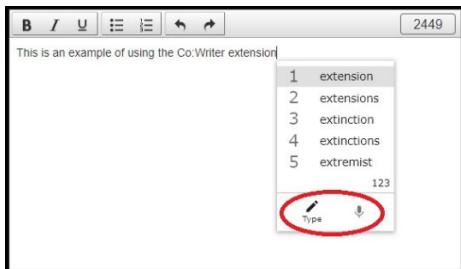 B I U 2449
This is an example of using the Co:Writer extension
1 extension
2 extensions
3 extinction
4 extinctions
5 extremist
123
Type